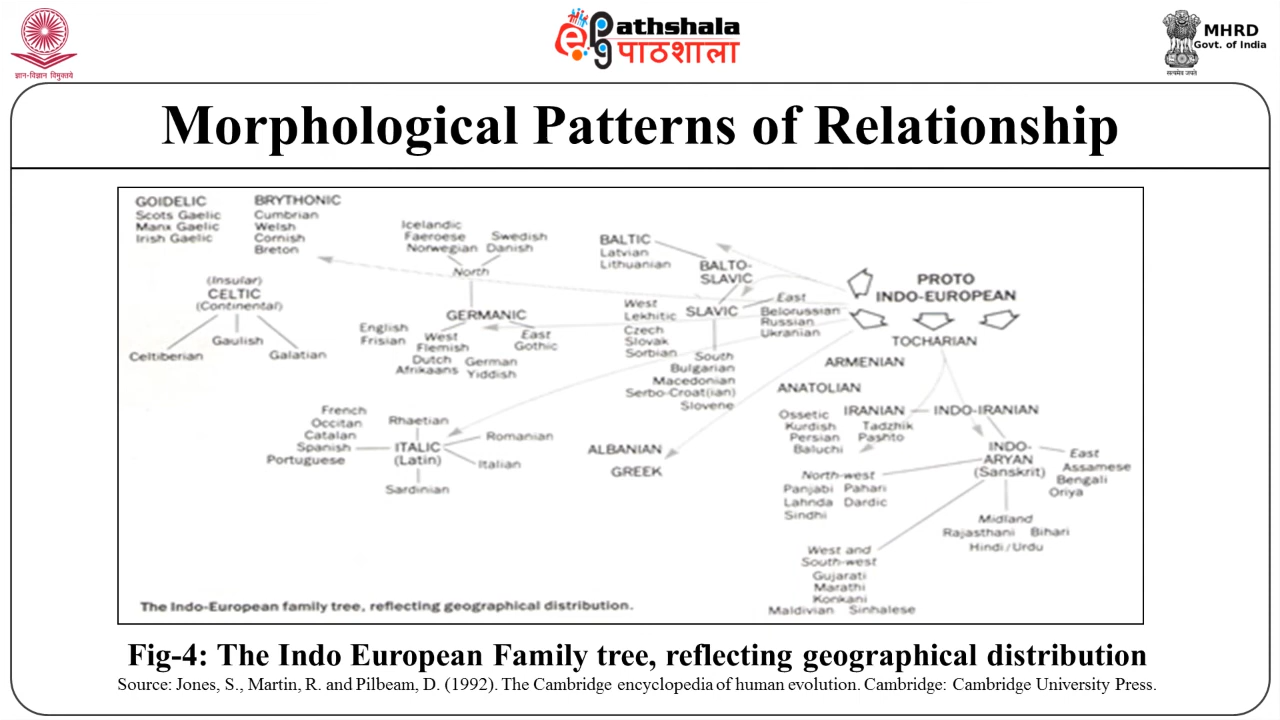 ज्ञान-विज्ञान विमुक्तये
ePathshala
पाठशाला
MHRD
Govt. of India
सत्यमेव जयते
Morphological Patterns of Relationship
GOIDELIC
Scots Gaelic
Manx Gaelic
Irish Gaelic
BRYTHONIC
Cumbrian
Welsh
Cornish
Breton
(Insular)
CELTIC
(Continental)
Celtiberian
Gaulish
Galatian
Icelandic
Faeroese
Norwegian
Swedish
Danish
North
GERMANIC
English
Frisian
West
Flemish
Dutch
Afrikaans
German
Yiddish
East
Gothic
BALTIC
Latvian
Lithuanian
BALTO-
SLAVIC
SLAVIC
West
Lekhitic
Czech
Slovak
Sorbian
East
Belorussian
Russian
Ukranian
South
Bulgarian
Macedonian
Serbo-Croat(ian)
Slovene
PROTO
INDO-EUROPEAN
TOCHARIAN
ARMENIAN
ANATOLIAN
French
Occitan
Catalan
Spanish
Portuguese
Rhaetian
ITALIC
(Latin)
Romanian
Italian
Sardinian
ALBANIAN
GREEK
IRANIAN
INDO-IRANIAN
Ossetic
Kurdish
Persian
Baluchi
Tadzhik
Pashto
INDO-
ARYAN
(Sanskrit)
East
Assamese
Bengali
Oriya
North-west
Panjabi Pahari
Lahnda Dardic
Sindhi
Midland
Rajasthani Bihari
Hindi/Urdu
West and
South-west
Gujarati
Marathi
Konkani
Maldivian Sinhalese
The Indo-European family tree, reflecting geographical distribution.
Fig-4: The Indo European Family tree, reflecting geographical distribution
Source: Jones, S., Martin, R. and Pilbeam, D. (1992). The Cambridge encyclopedia of human evolution. Cambridge: Cambridge University Press.